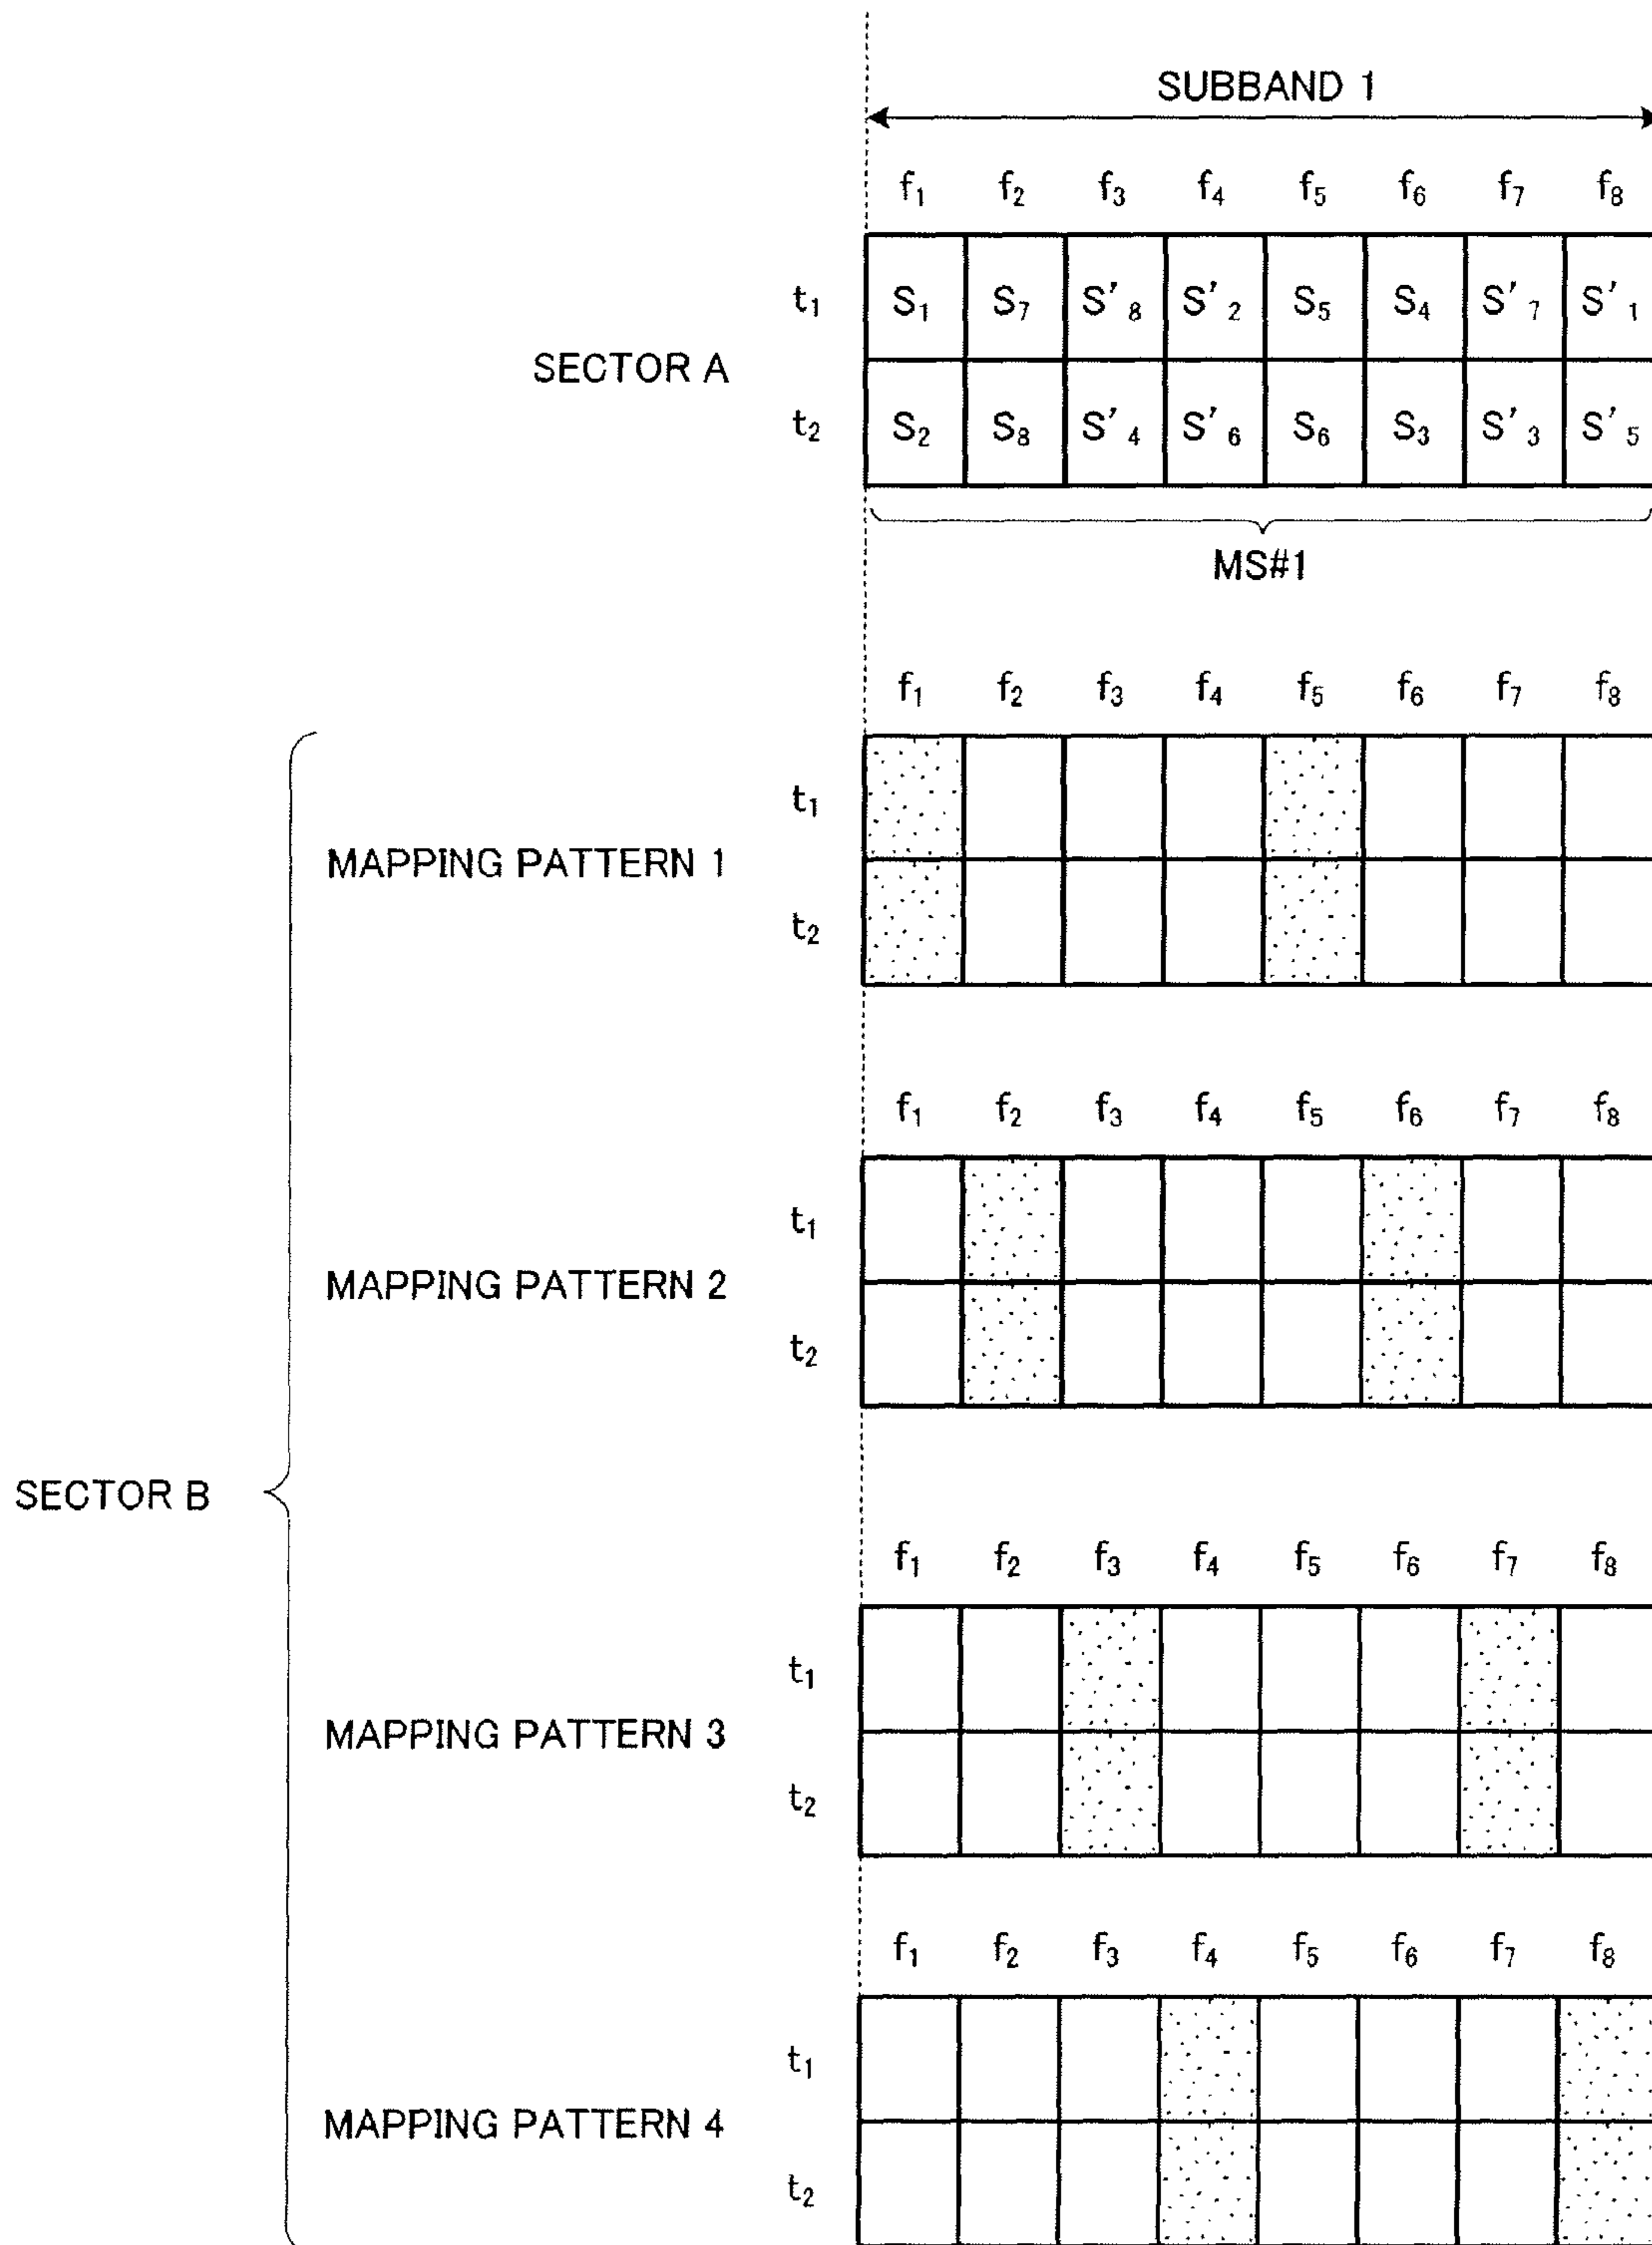 SUBBAND 1
f₁ f₂ f₃ f₄ f₅ f₆ f₇ f₈
SECTOR A
t₁ S₁ S₇ S'₈ S'₂ S₅ S₄ S'₇ S'₁
t₂ S₂ S₈ S'₄ S'₆ S₆ S₃ S'₃ S'₅
MS#1
SECTOR B
f₁ f₂ f₃ f₄ f₅ f₆ f₇ f₈
MAPPING PATTERN 1
t₁
t₂
f₁ f₂ f₃ f₄ f₅ f₆ f₇ f₈
MAPPING PATTERN 2
t₁
t₂
f₁ f₂ f₃ f₄ f₅ f₆ f₇ f₈
MAPPING PATTERN 3
t₁
t₂
f₁ f₂ f₃ f₄ f₅ f₆ f₇ f₈
MAPPING PATTERN 4
t₁
t₂